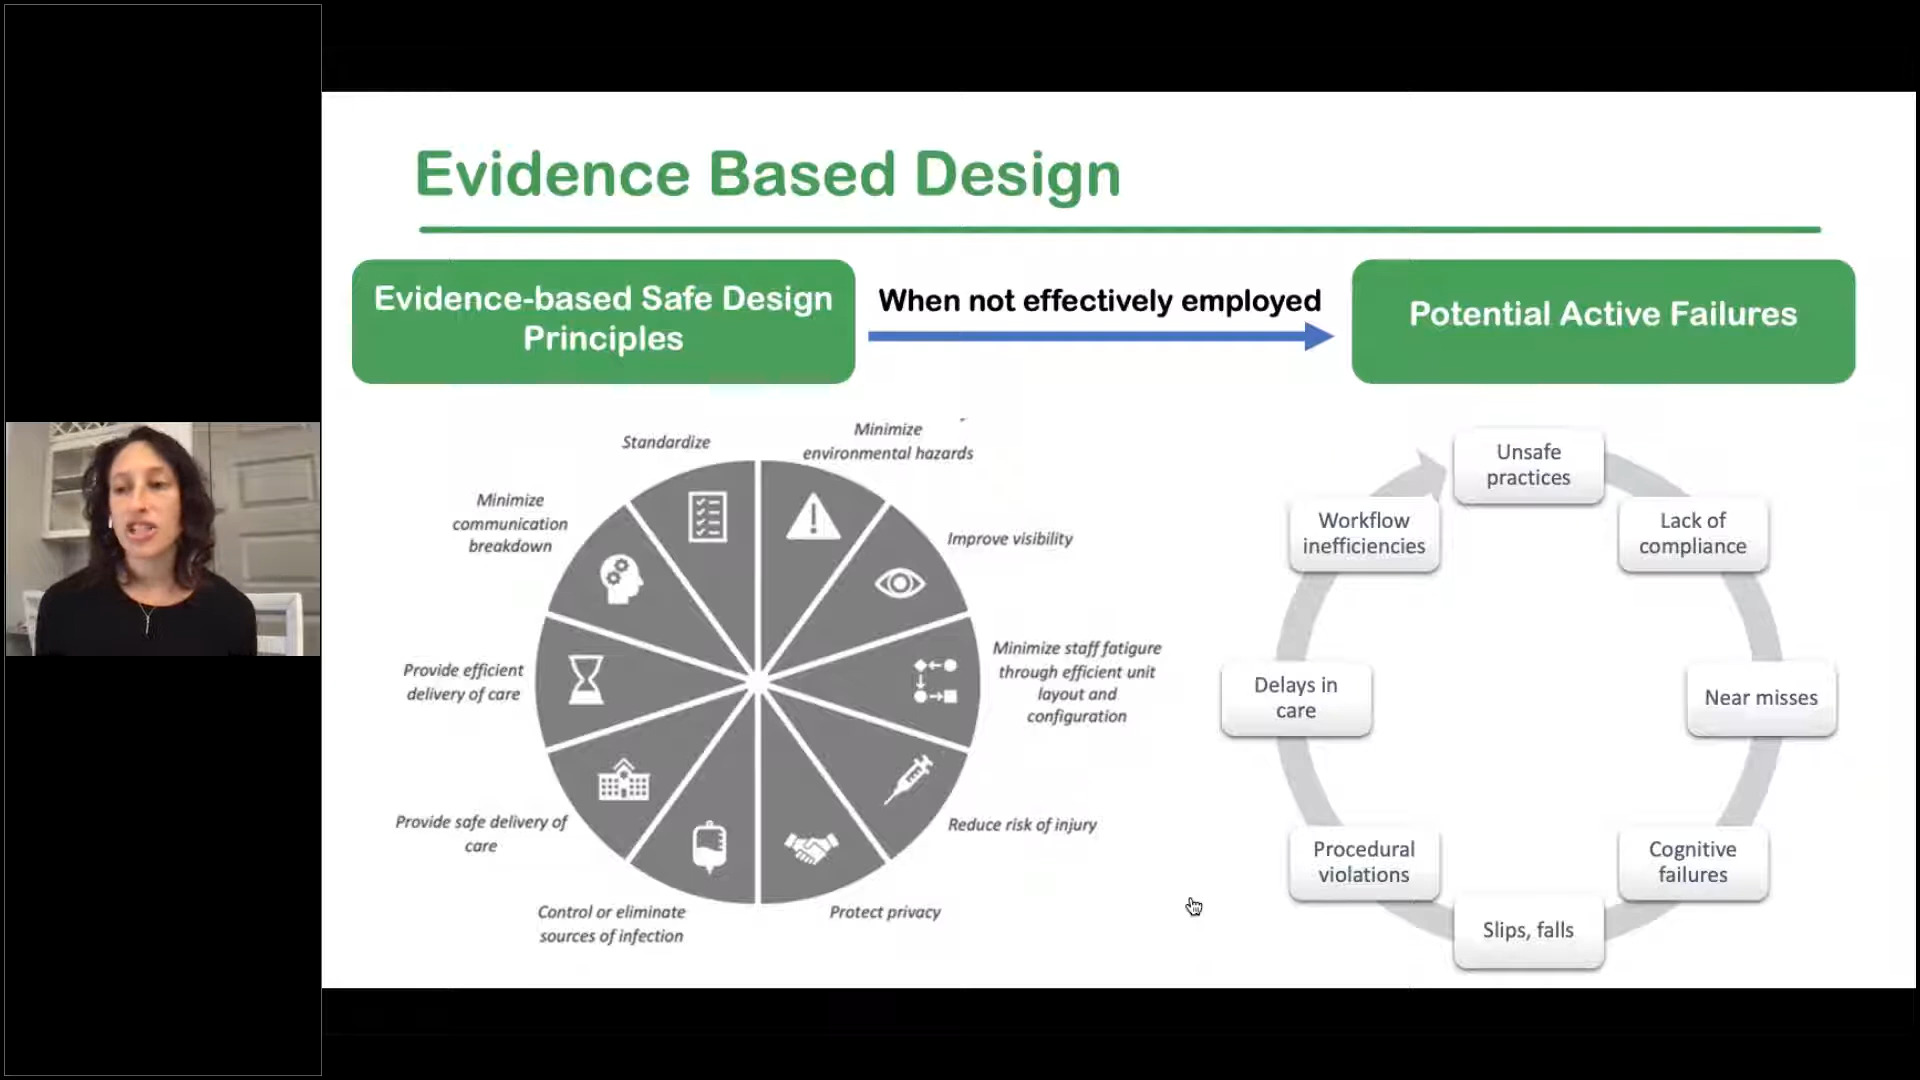 Evidence Based Design
Evidence-based Safe Design
Principles
When not effectively employed
Potential Active Failures
Standardize
Minimize
environmental hazards
Improve visibility
Minimize staff fatigure
through efficient unit
layout and
configuration
Reduce risk of injury
Protect privacy
Control or eliminate
sources of infection
Provide safe delivery of
care
Provide efficient
delivery of care
Minimize
communication
breakdown
Unsafe
practices
Lack of
compliance
Near misses
Cognitive
failures
Slips, falls
Procedural
violations
Delays in
care
Workflow
inefficiencies